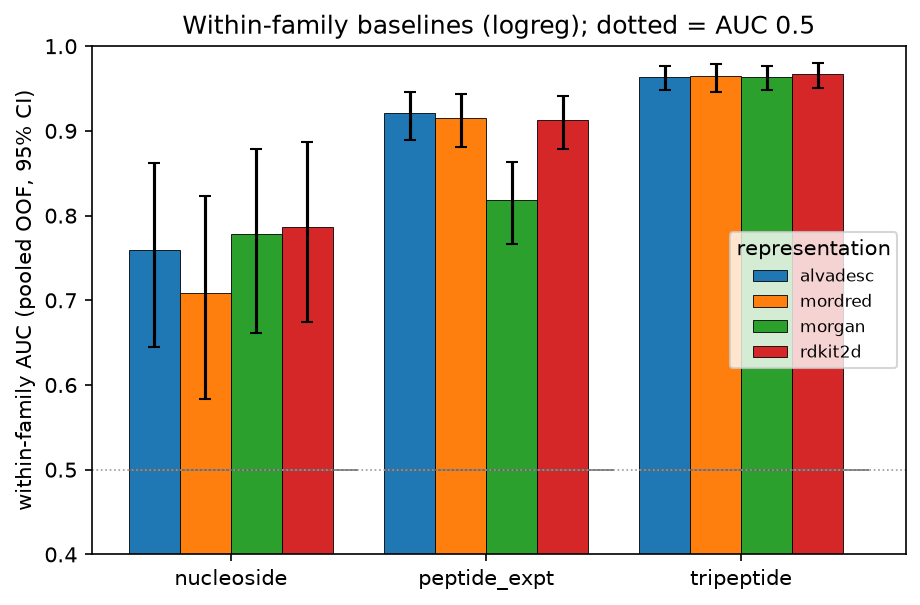 Within-family baselines (logreg); dotted = AUC 0.5
within-family AUC (pooled OOF, 95% CI)
1.0
0.9
0.8
0.7
0.6
0.5
0.4
representation
alvadesc
mordred
morgan
rdkit2d
nucleoside
peptide_expt
tripeptide